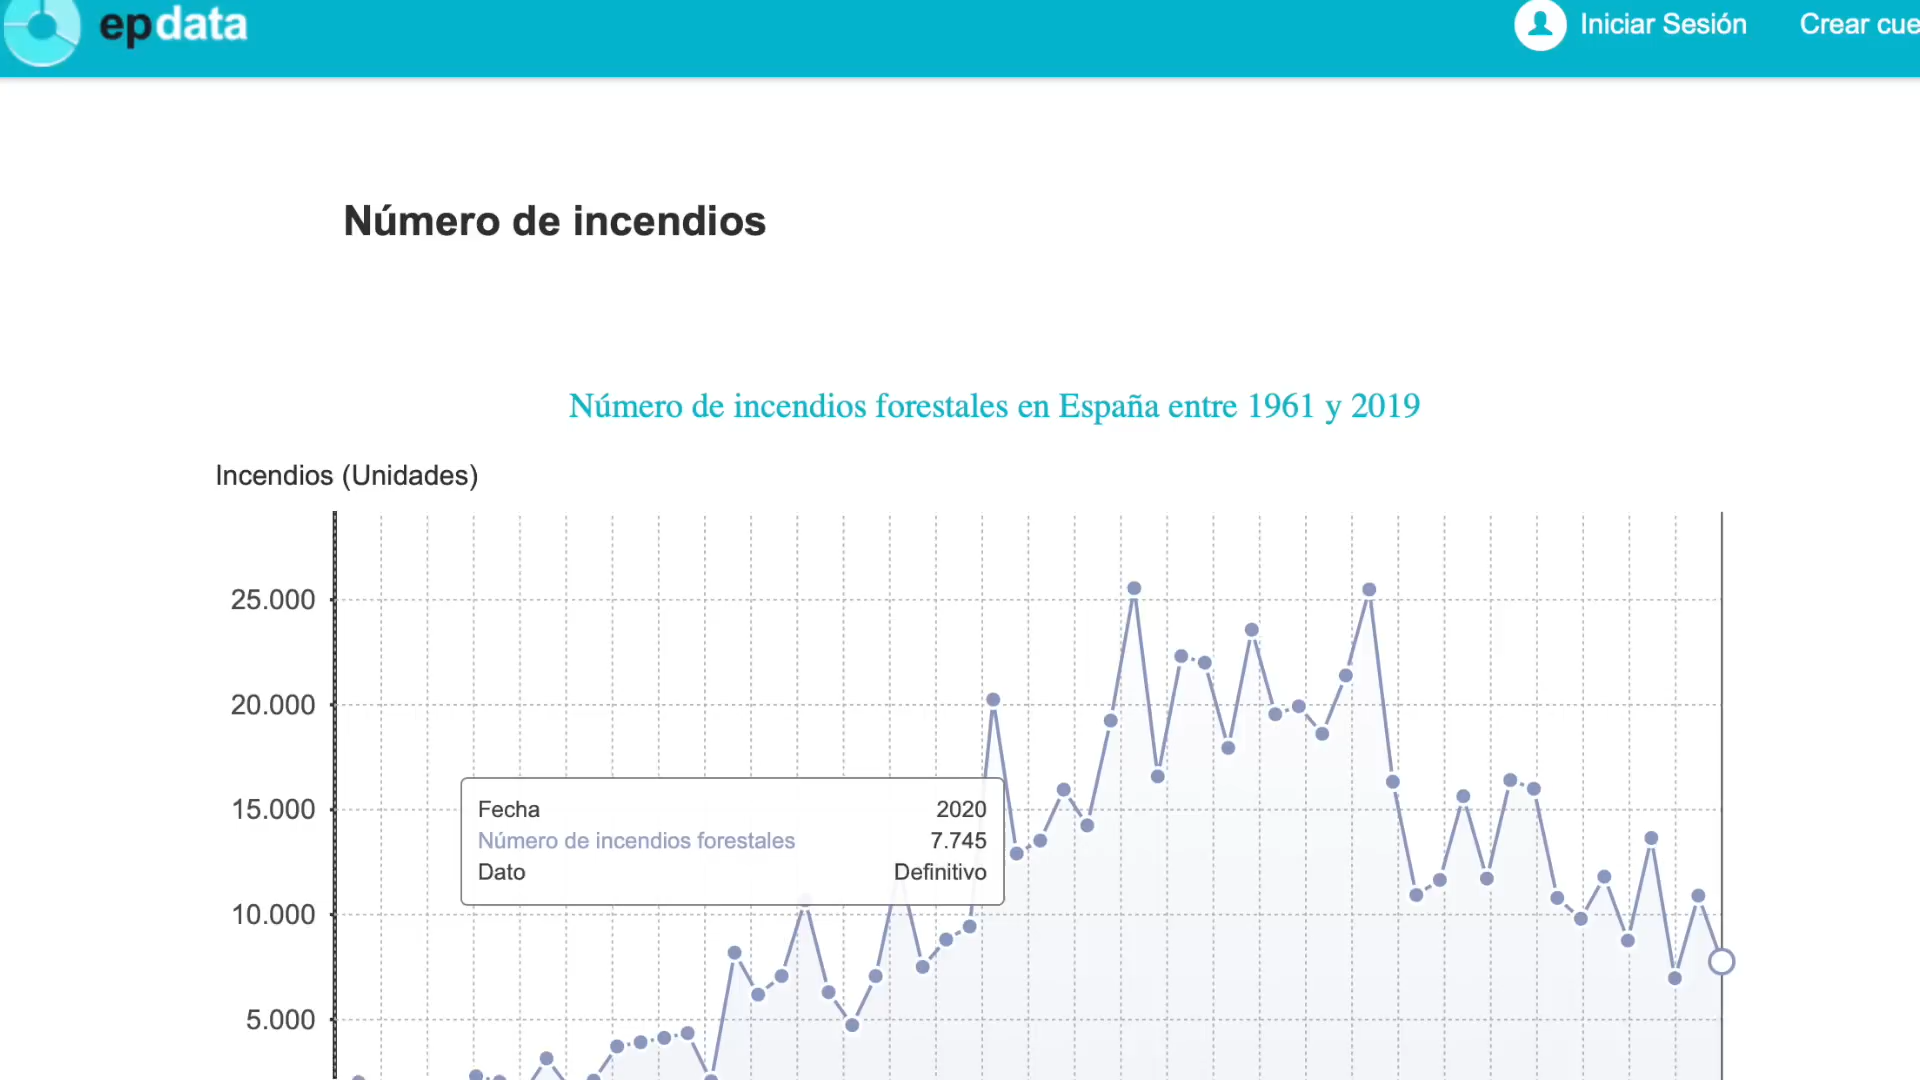 epdata
Iniciar Sesión
Crear cue
Número de incendios
Número de incendios forestales en España entre 1961 y 2019
Incendios (Unidades)
25.000
20.000
15.000
10.000
5.000
Fecha 2020
Número de incendios forestales 7.745
Dato Definitivo